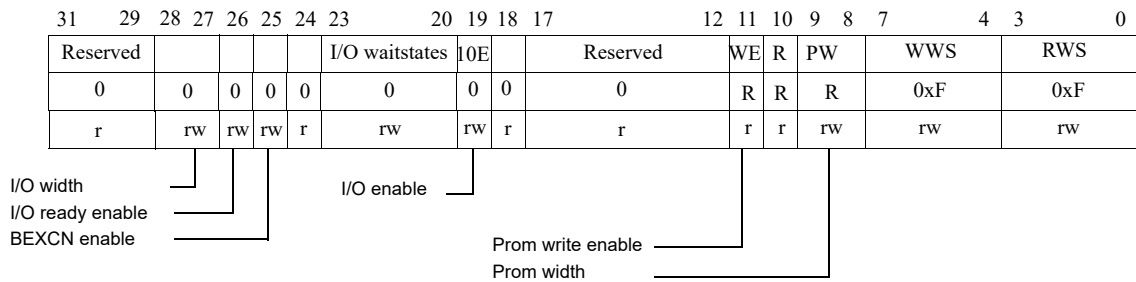 31 29 28 27 26 25 24 23 20 19 18 17 12 11 10 9 8 7 4 3 0
Reserved I/O waitstates 10E Reserved WE R PW WWS RWS
0 0 0 0 0 0 0 0 0 R R R 0xF 0xF
r rw rw rw r rw rw r r r r rw rw rw
I/O width
I/O ready enable
BEXCN enable
I/O enable
Prom write enable
Prom width